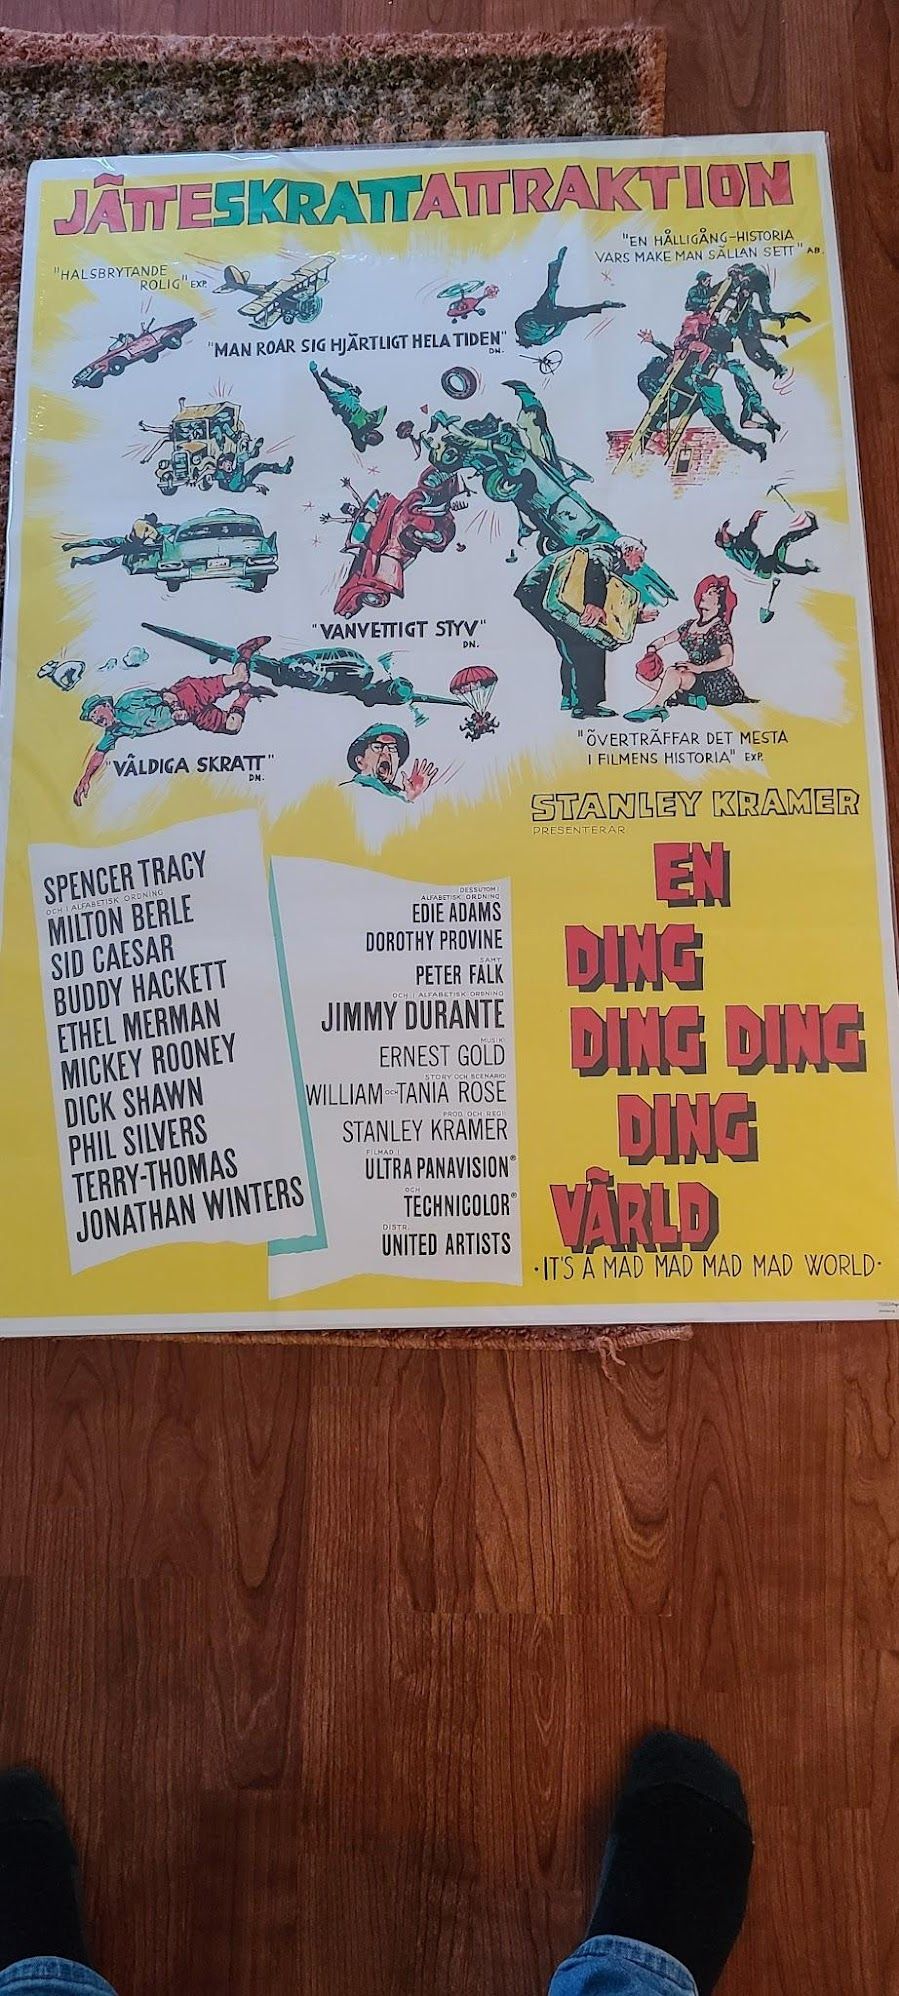 JÄTTESKRATTATTRAKTION
"HALSBRYTANDE
ROLIG" EXP.
"EN HÅLLIGÅNG-HISTORIA
VARS MAKE MAN SÄLLAN SETT" AB.
"MAN ROAR SIG HJÄRTLIGT HELA TIDEN"
DN.
"VANVETTIGT STYV"
DN.
"VÄLDIGA SKRATT"
DN.
"ÖVERTRÄFFAR DET MESTA
I FILMENS HISTORIA" EXP.
SPENCER TRACY
OCH I ALFABETISK ORDNING
MILTON BERLE
SID CAESAR
BUDDY HACKETT
ETHEL MERMAN
MICKEY ROONEY
DICK SHAWN
PHIL SILVERS
TERRY-THOMAS
JONATHAN WINTERS
DESSUTOM I
ALFABETISK ORDNING
EDIE ADAMS
DOROTHY PROVINE
SAMT
PETER FALK
OCH I ALFABETISK ORDNING
JIMMY DURANTE
MUSIK
ERNEST GOLD
STORY OCH SCENARIO
WILLIAM OCH TANIA ROSE
PROD. OCH REGI
STANLEY KRAMER
FILMAD I
ULTRA PANAVISION®
OCH
TECHNICOLOR®
DISTR.
UNITED ARTISTS
STANLEY KRAMER
PRESENTERAR
EN
DING
DING DING
DING
VÄRLD
·IT'S A MAD MAD MAD MAD WORLD·